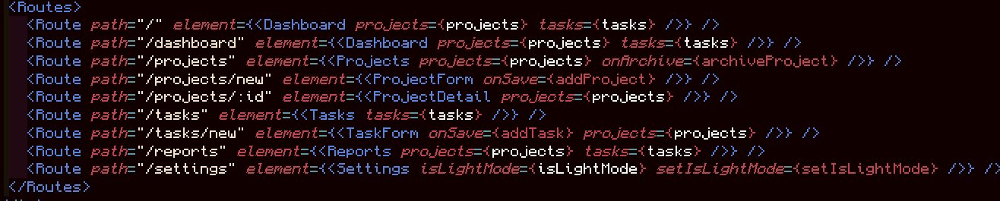 <Routes>
<Route path="/" element={<Dashboard projects={projects} tasks={tasks} />} />
<Route path="/dashboard" element={<Dashboard projects={projects} tasks={tasks} />} />
<Route path="/projects" element={<Projects projects={projects} onArchive={archiveProject} />} />
<Route path="/projects/new" element={<ProjectForm onSave={addProject} />} />
<Route path="/projects/:id" element={<ProjectDetail projects={projects} />} />
<Route path="/tasks" element={<Tasks tasks={tasks} />} />
<Route path="/tasks/new" element={<TaskForm onSave={addTask} projects={projects} />} />
<Route path="/reports" element={<Reports projects={projects} tasks={tasks} />} />
<Route path="/settings" element={<Settings isLightMode={isLightMode} setIsLightMode={setIsLightMode} />} />
</Routes>